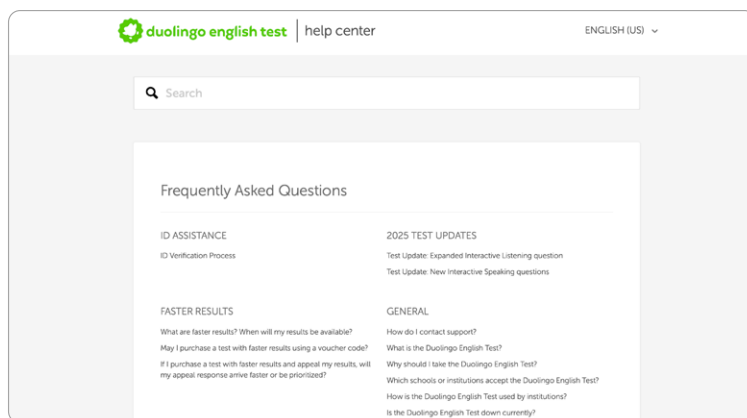 duolingo english test | help center
ENGLISH (US)
Search
Frequently Asked Questions
ID ASSISTANCE
ID Verification Process
2025 TEST UPDATES
Test Update: Expanded Interactive Listening question
Test Update: New Interactive Speaking questions
FASTER RESULTS
What are faster results? When will my results be available?
May I purchase a test with faster results using a voucher code?
If I purchase a test with faster results and appeal my results, will
my appeal response arrive faster or be prioritized?
GENERAL
How do I contact support?
What is the Duolingo English Test?
Why should I take the Duolingo English Test?
Which schools or institutions accept the Duolingo English Test?
How is the Duolingo English Test used by institutions?
Is the Duolingo English Test down currently?